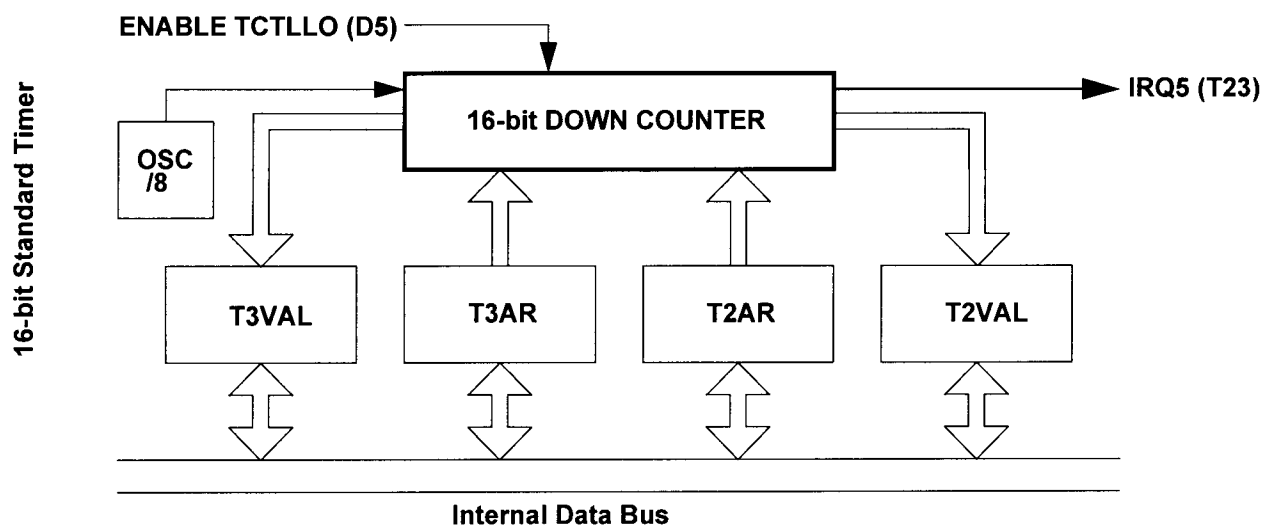 ENABLE TCTLLO (D5)
16-bit Standard Timer
IRQ5 (T23)
16-bit DOWN COUNTER
OSC
/8
T3VAL
T3AR
T2AR
T2VAL
Internal Data Bus